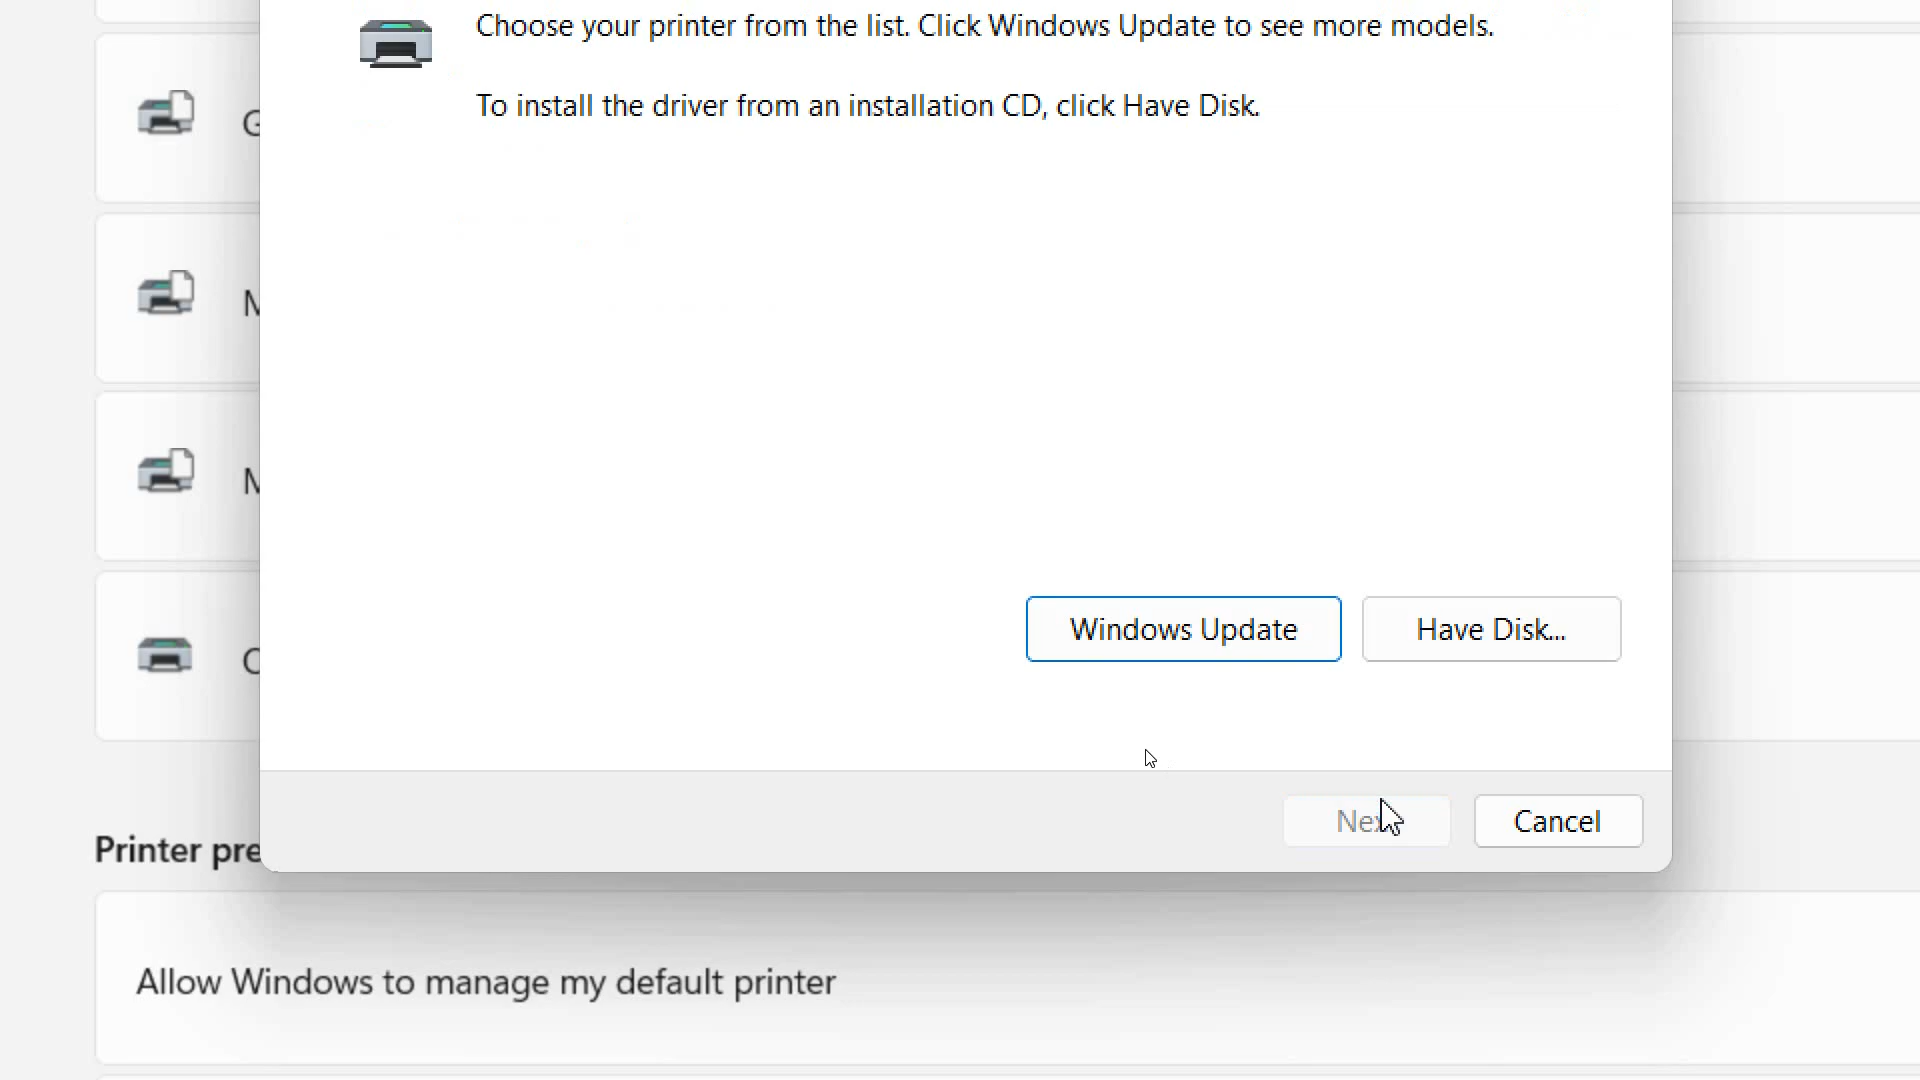 Choose your printer from the list. Click Windows Update to see more models.
To install the driver from an installation CD, click Have Disk.
G
M
M
Windows Update
Have Disk...
Next
Cancel
Printer pre
Allow Windows to manage my default printer